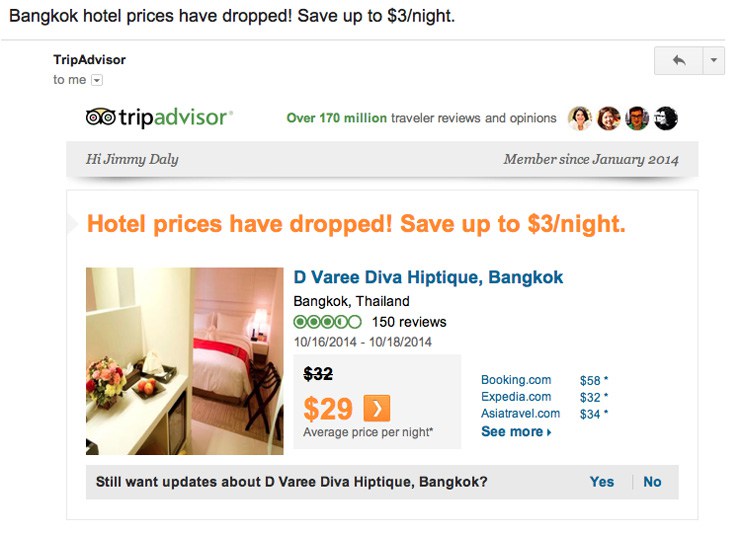 Bangkok hotel prices have dropped! Save up to $3/night.
TripAdvisor
to me
tripadvisor®
Over 170 million traveler reviews and opinions
Hi Jimmy Daly
Member since January 2014
Hotel prices have dropped! Save up to $3/night.
D Varee Diva Hiptique, Bangkok
Bangkok, Thailand
150 reviews
10/16/2014 - 10/18/2014
$32
$29
Average price per night*
Booking.com $58 *
Expedia.com $32 *
Asiatravel.com $34 *
See more
Still want updates about D Varee Diva Hiptique, Bangkok? Yes No